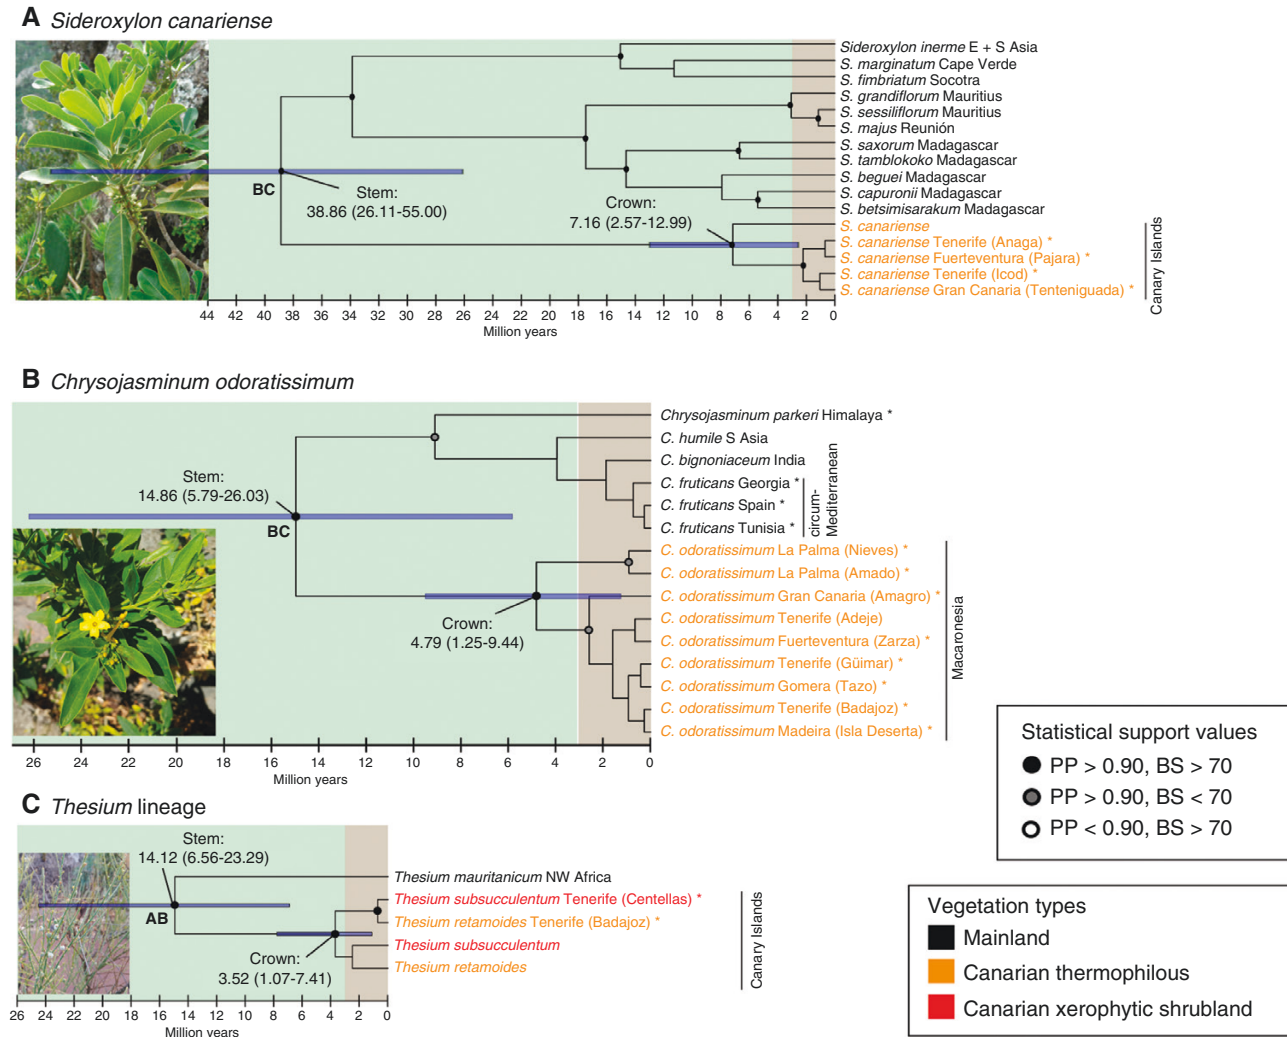 A Sideroxylon canariense
Sideroxylon inerme E + S Asia
S. marginatum Cape Verde
S. fimbriatum Socotra
S. grandiflorum Mauritius
S. sessiliflorum Mauritius
S. majus Reunión
S. saxorum Madagascar
S. tamblokoko Madagascar
S. beguei Madagascar
S. capuronii Madagascar
S. betsimisarakum Madagascar
S. canariense
S. canariense Tenerife (Anaga) *
S. canariense Fuerteventura (Pajara) *
S. canariense Tenerife (Icod) *
S. canariense Gran Canaria (Tenteniguada) *
Canary Islands
BC
Stem:
38.86 (26.11-55.00)
Crown:
7.16 (2.57-12.99)
44 42 40 38 36 34 32 30 28 26 24 22 20 18 16 14 12 10 8 6 4 2 0
Million years
B Chrysojasminum odoratissimum
Chrysojasminum parkeri Himalaya *
C. humile S Asia
C. bignoniaceum India
C. fruticans Georgia *
C. fruticans Spain *
C. fruticans Tunisia *
circum-
Mediterranean
C. odoratissimum La Palma (Nieves) *
C. odoratissimum La Palma (Amado) *
C. odoratissimum Gran Canaria (Amagro) *
C. odoratissimum Tenerife (Adeje)
C. odoratissimum Fuerteventura (Zarza) *
C. odoratissimum Tenerife (Güimar) *
C. odoratissimum Gomera (Tazo) *
C. odoratissimum Tenerife (Badajoz) *
C. odoratissimum Madeira (Isla Deserta) *
Macaronesia
Stem:
14.86 (5.79-26.03)
BC
Crown:
4.79 (1.25-9.44)
26 24 22 20 18 16 14 12 10 8 6 4 2 0
Million years
C Thesium lineage
Stem:
14.12 (6.56-23.29)
AB
Crown:
3.52 (1.07-7.41)
Thesium mauritanicum NW Africa
Thesium subsucculentum Tenerife (Centellas) *
Thesium retamoides Tenerife (Badajoz) *
Thesium subsucculentum
Thesium retamoides
Canary Islands
26 24 22 20 18 16 14 12 10 8 6 4 2 0
Million years
Statistical support values
PP > 0.90, BS > 70
PP > 0.90, BS < 70
PP < 0.90, BS > 70
Vegetation types
Mainland
Canarian thermophilous
Canarian xerophytic shrubland